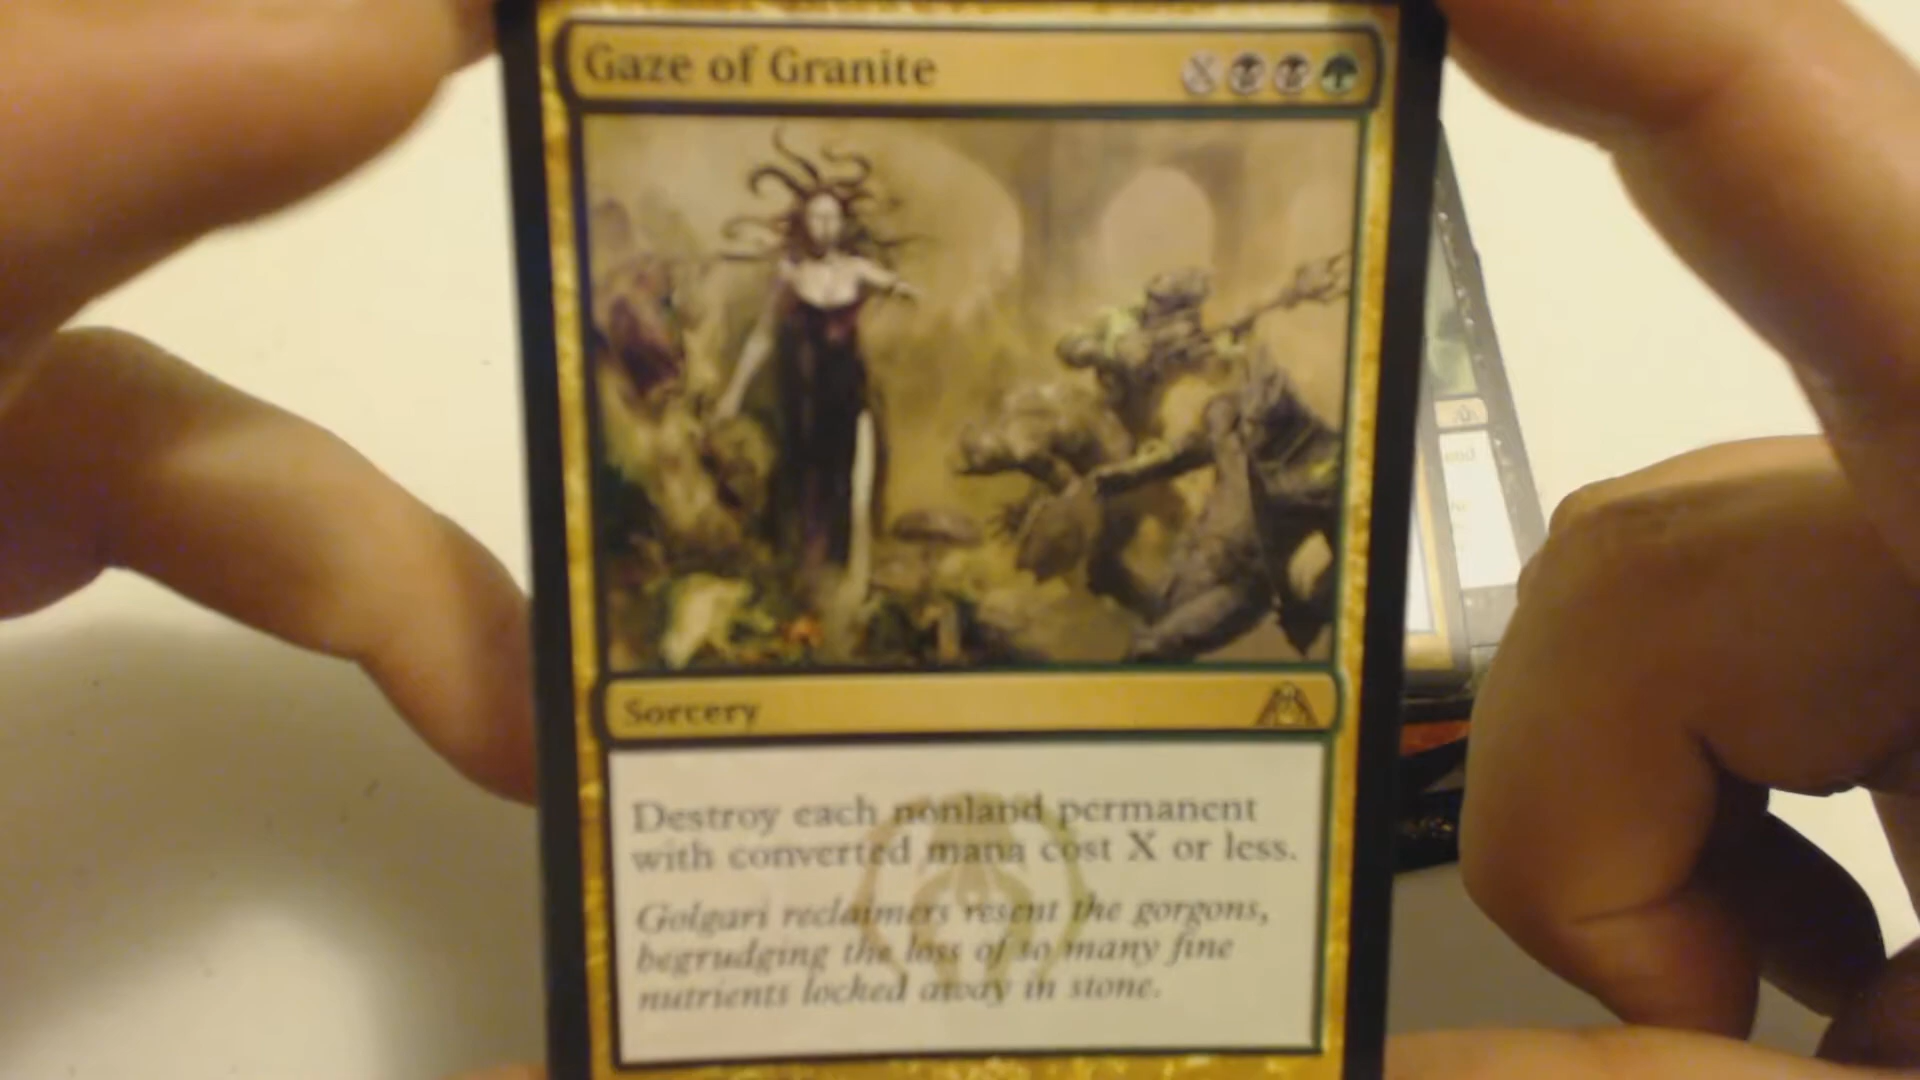 Gaze of Granite X
Sorcery
Destroy each nonland permanent
with converted mana cost X or less.
Golgari reclaimers resent the gorgons,
begrudging the loss of so many fine
nutrients locked away in stone.